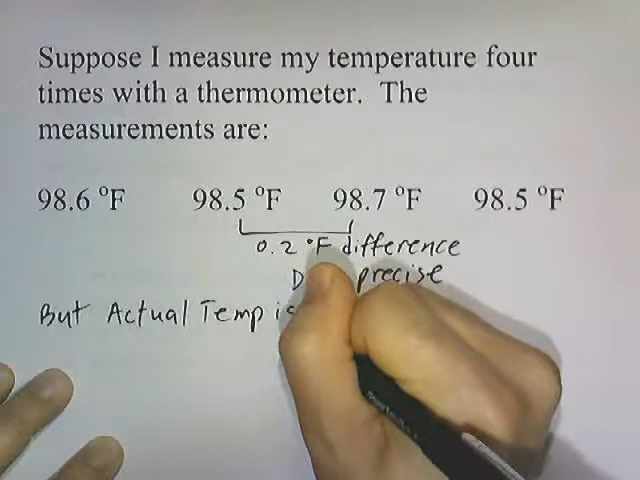 Suppose I measure my temperature four
times with a thermometer. The
measurements are:
98.6 °F 98.5 °F 98.7 °F 98.5 °F
0.2 °F difference
precise
But Actual Temp is